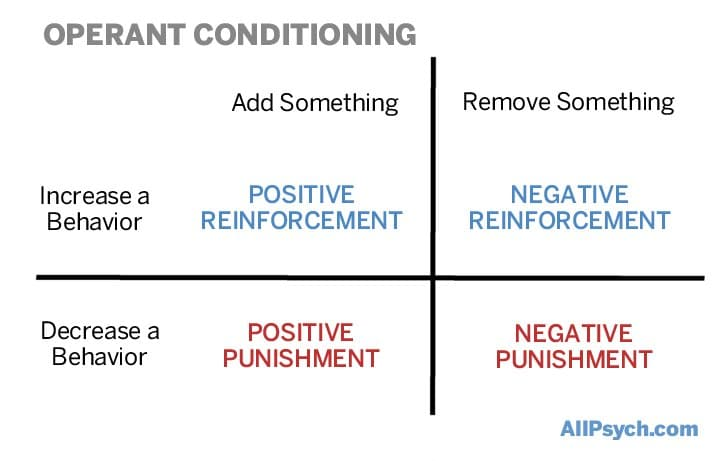 OPERANT CONDITIONING
Add Something
Remove Something
Increase a
Behavior
POSITIVE
REINFORCEMENT
NEGATIVE
REINFORCEMENT
Decrease a
Behavior
POSITIVE
PUNISHMENT
NEGATIVE
PUNISHMENT
AllPsych.com